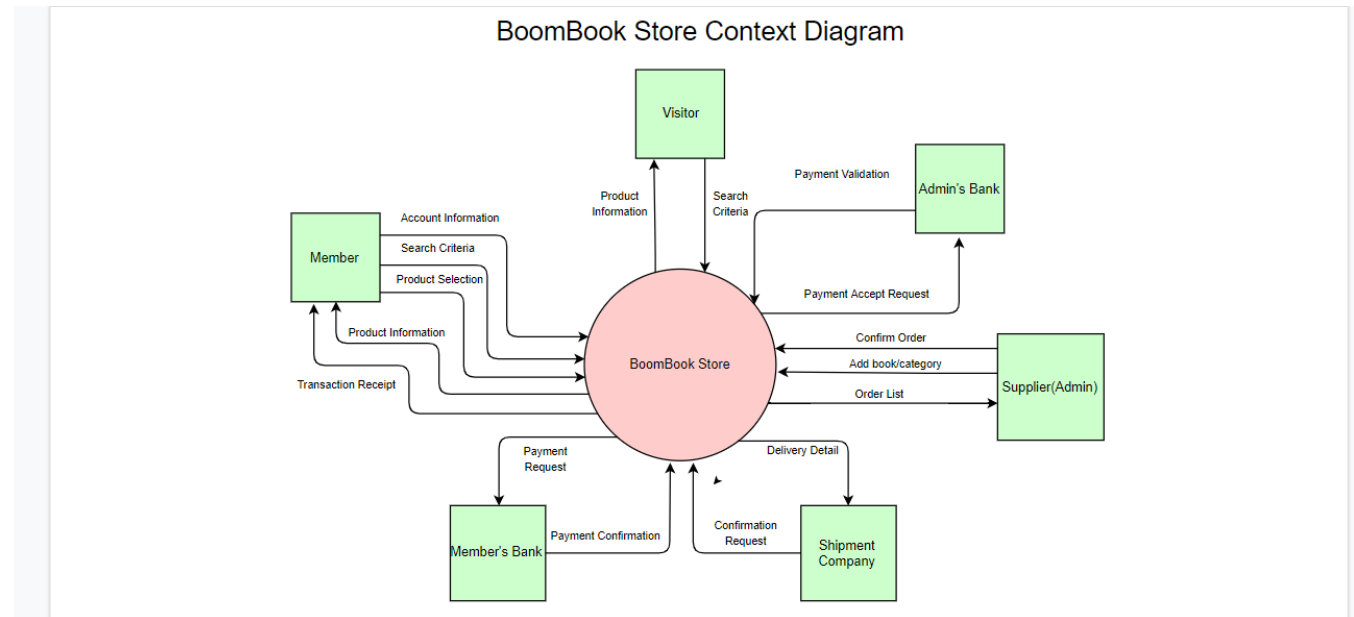 BoomBook Store Context Diagram
Visitor
Product
Information
Search
Criteria
Payment Validation
Admin's Bank
Payment Accept Request
Member
Account Information
Search Criteria
Product Selection
Product Information
Transaction Receipt
BoomBook Store
Confirm Order
Add book/category
Order List
Supplier(Admin)
Payment
Request
Payment Confirmation
Member's Bank
Delivery Detail
Confirmation
Request
Shipment
Company